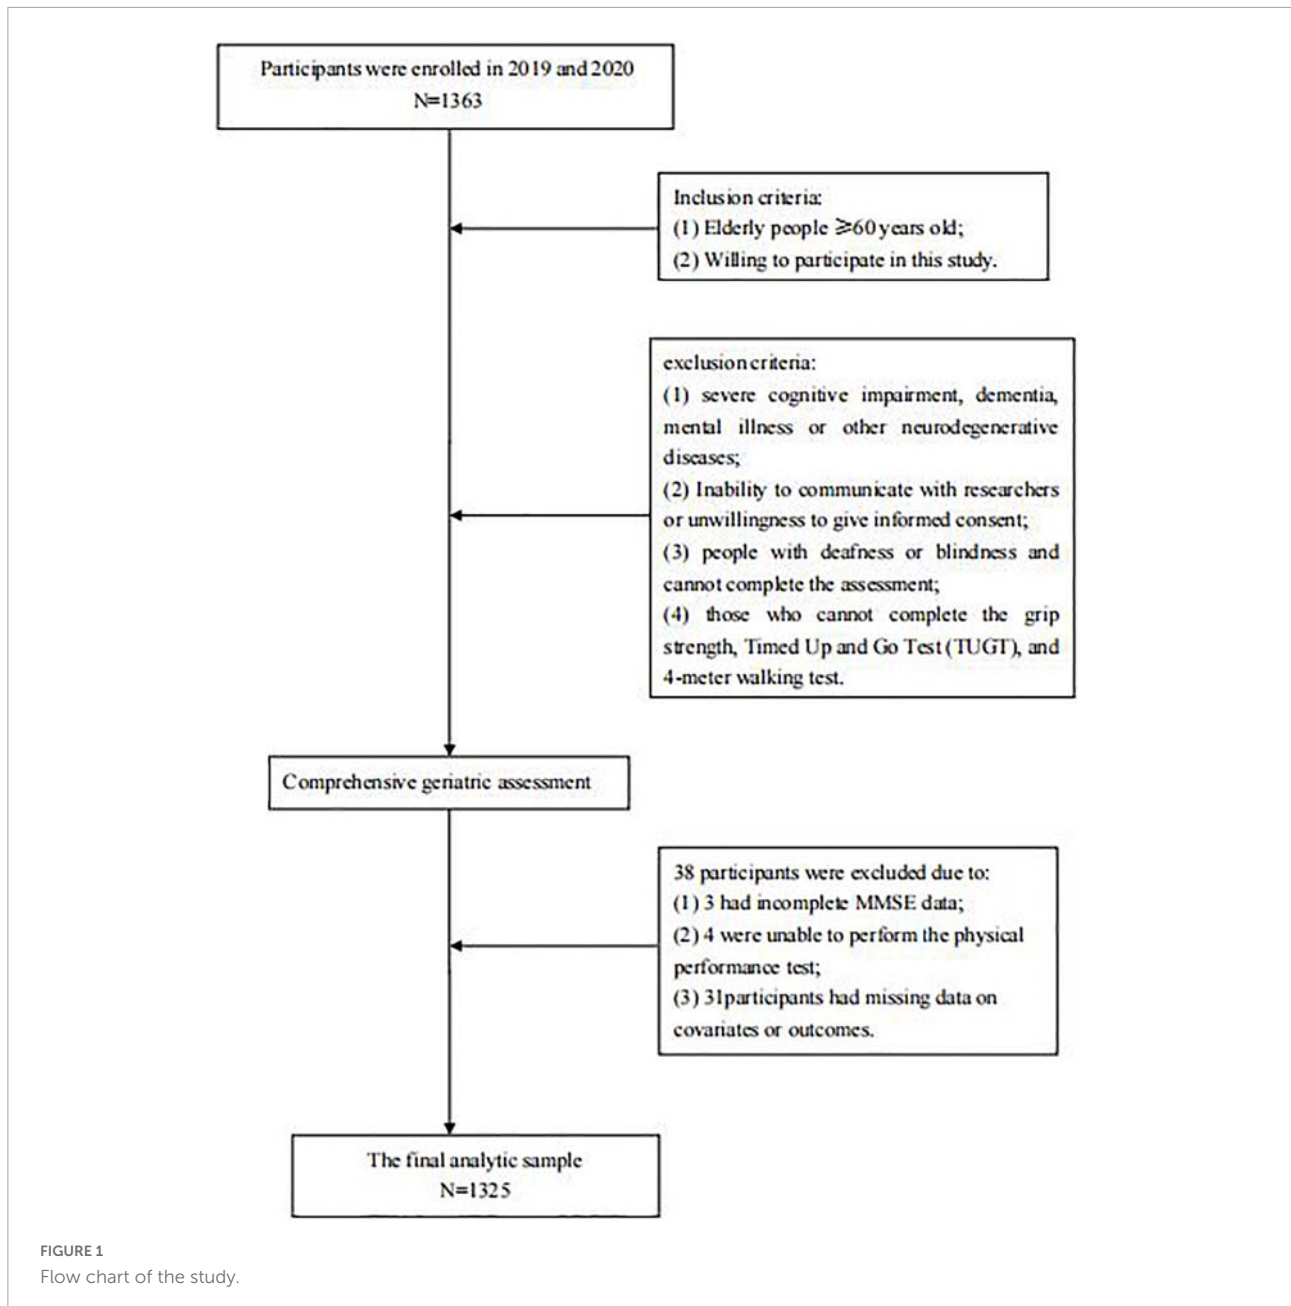 Participants were enrolled in 2019 and 2020
N=1363
Inclusion criteria:
(1) Elderly people ≥60 years old;
(2) Willing to participate in this study.
exclusion criteria:
(1) severe cognitive impairment, dementia,
mental illness or other neurodegenerative
diseases;
(2) Inability to communicate with researchers
or unwillingness to give informed consent;
(3) people with deafness or blindness and
cannot complete the assessment;
(4) those who cannot complete the grip
strength, Timed Up and Go Test (TUGT), and
4-meter walking test.
Comprehensive geriatric assessment
38 participants were excluded due to:
(1) 3 had incomplete MMSE data;
(2) 4 were unable to perform the physical
performance test;
(3) 31participants had missing data on
covariates or outcomes.
The final analytic sample
N=1325
FIGURE 1
Flow chart of the study.